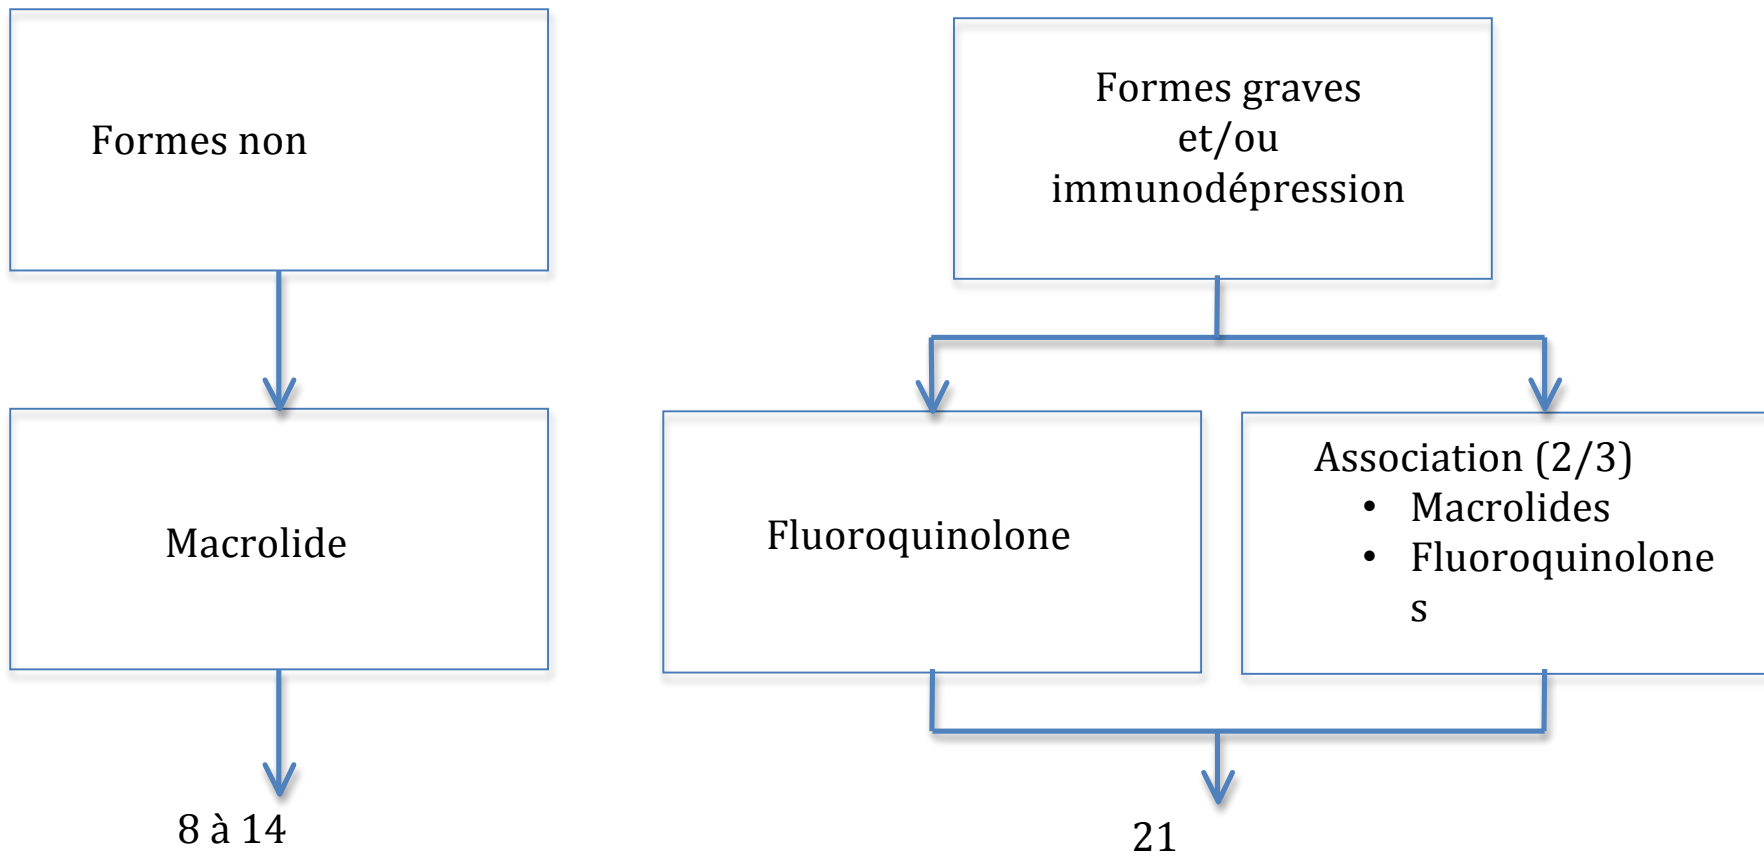 Formes non
Formes graves
et/ou
immunodépression
Macrolide
Fluoroquinolone
Association (2/3)
• Macrolides
• Fluoroquinolone
s
8 à 14
21